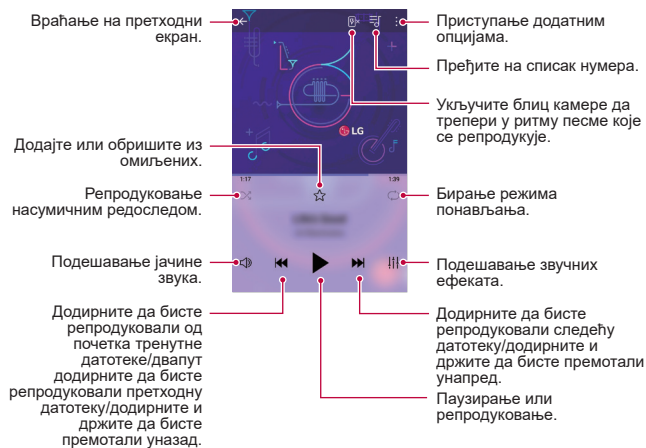 Враћање на претходни
екран.
Приступање додатним
опцијама.
Пређите на списак нумера.
Укључите блиц камере да
трепери у ритму песме које
се репродукује.
LG
Додајте или обришите из
омиљених.
1:17
1:39
Репродуковање
насумичним редоследом.
Бирање режима
понављања.
Подешавање јачине
звука.
Подешавање звучних
ефеката.
Додирните да бисте
репродуковали од
почетка тренутне
датотеке/двапут
додирните да бисте
репродуковали претходну
датотеку/додирните и
држите да бисте
премотали уназад.
Додирните да бисте
репродуковали следећу
датотеку/додирните и
држите да бисте премотали
унапред.
Паузирање или
репродуковање.